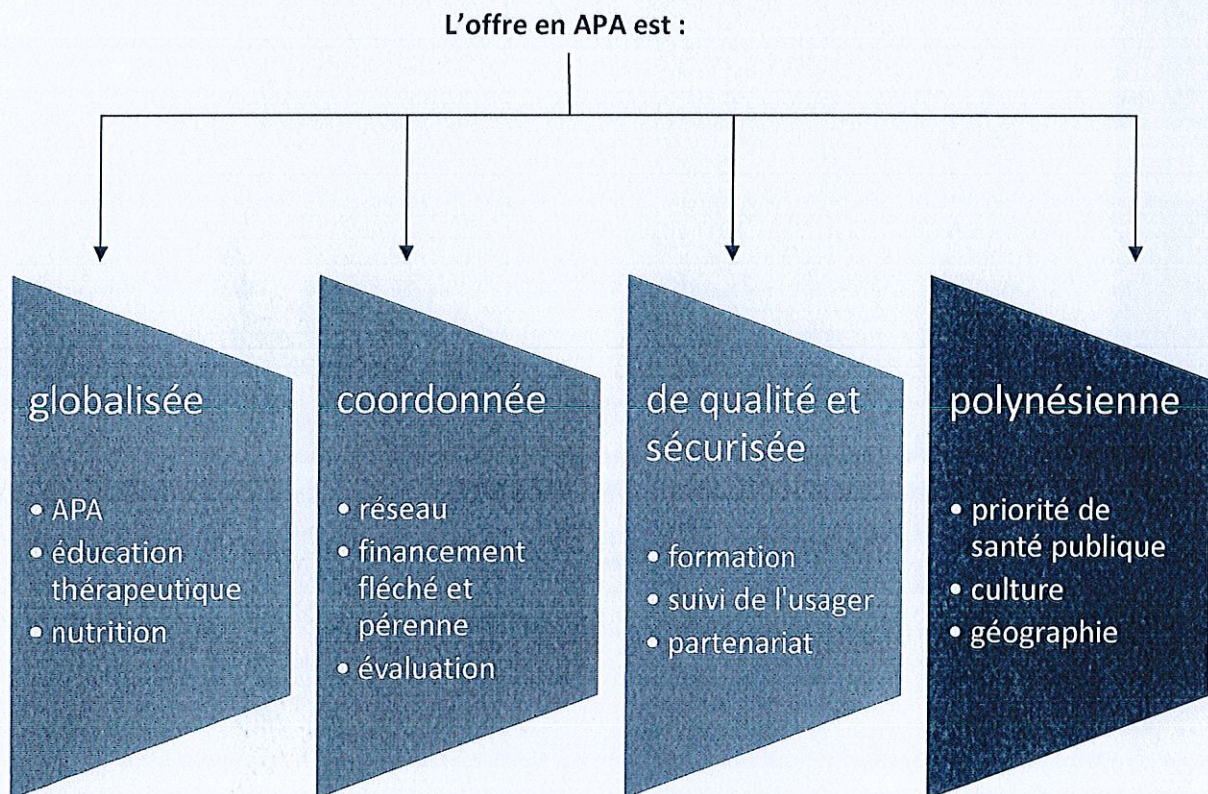 L'offre en APA est :
globalisée
• APA
• éducation
thérapeutique
• nutrition
coordonnée
• réseau
• financement
fléché et
pérenne
• évaluation
de qualité et
sécurisée
• formation
• suivi de l'usager
• partenariat
polynésienne
• priorité de
santé publique
• culture
• géographie